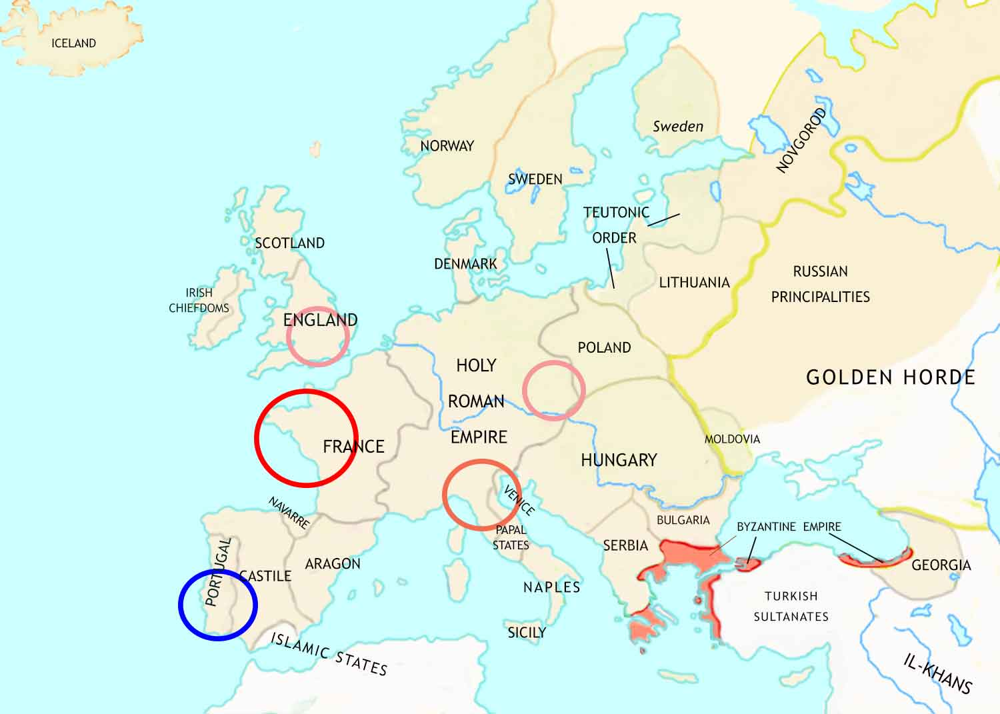 ICELAND
Sweden
NORWAY
NOVGOROD
SWEDEN
TEUTONIC
ORDER
SCOTLAND
DENMARK
RUSSIAN
PRINCIPALITIES
LITHUANIA
IRISH
CHIEFDOMS
ENGLAND
POLAND
HOLY
ROMAN
EMPIRE
GOLDEN HORDE
FRANCE
MOLDOVIA
HUNGARY
VENICE
NAVARRE
BULGARIA
BYZANTINE EMPIRE
PAPAL
STATES
SERBIA
PORTUGAL
CASTILE
ARAGON
GEORGIA
NAPLES
TURKISH
SULTANATES
SICILY
ISLAMIC STATES
IL-KHANS